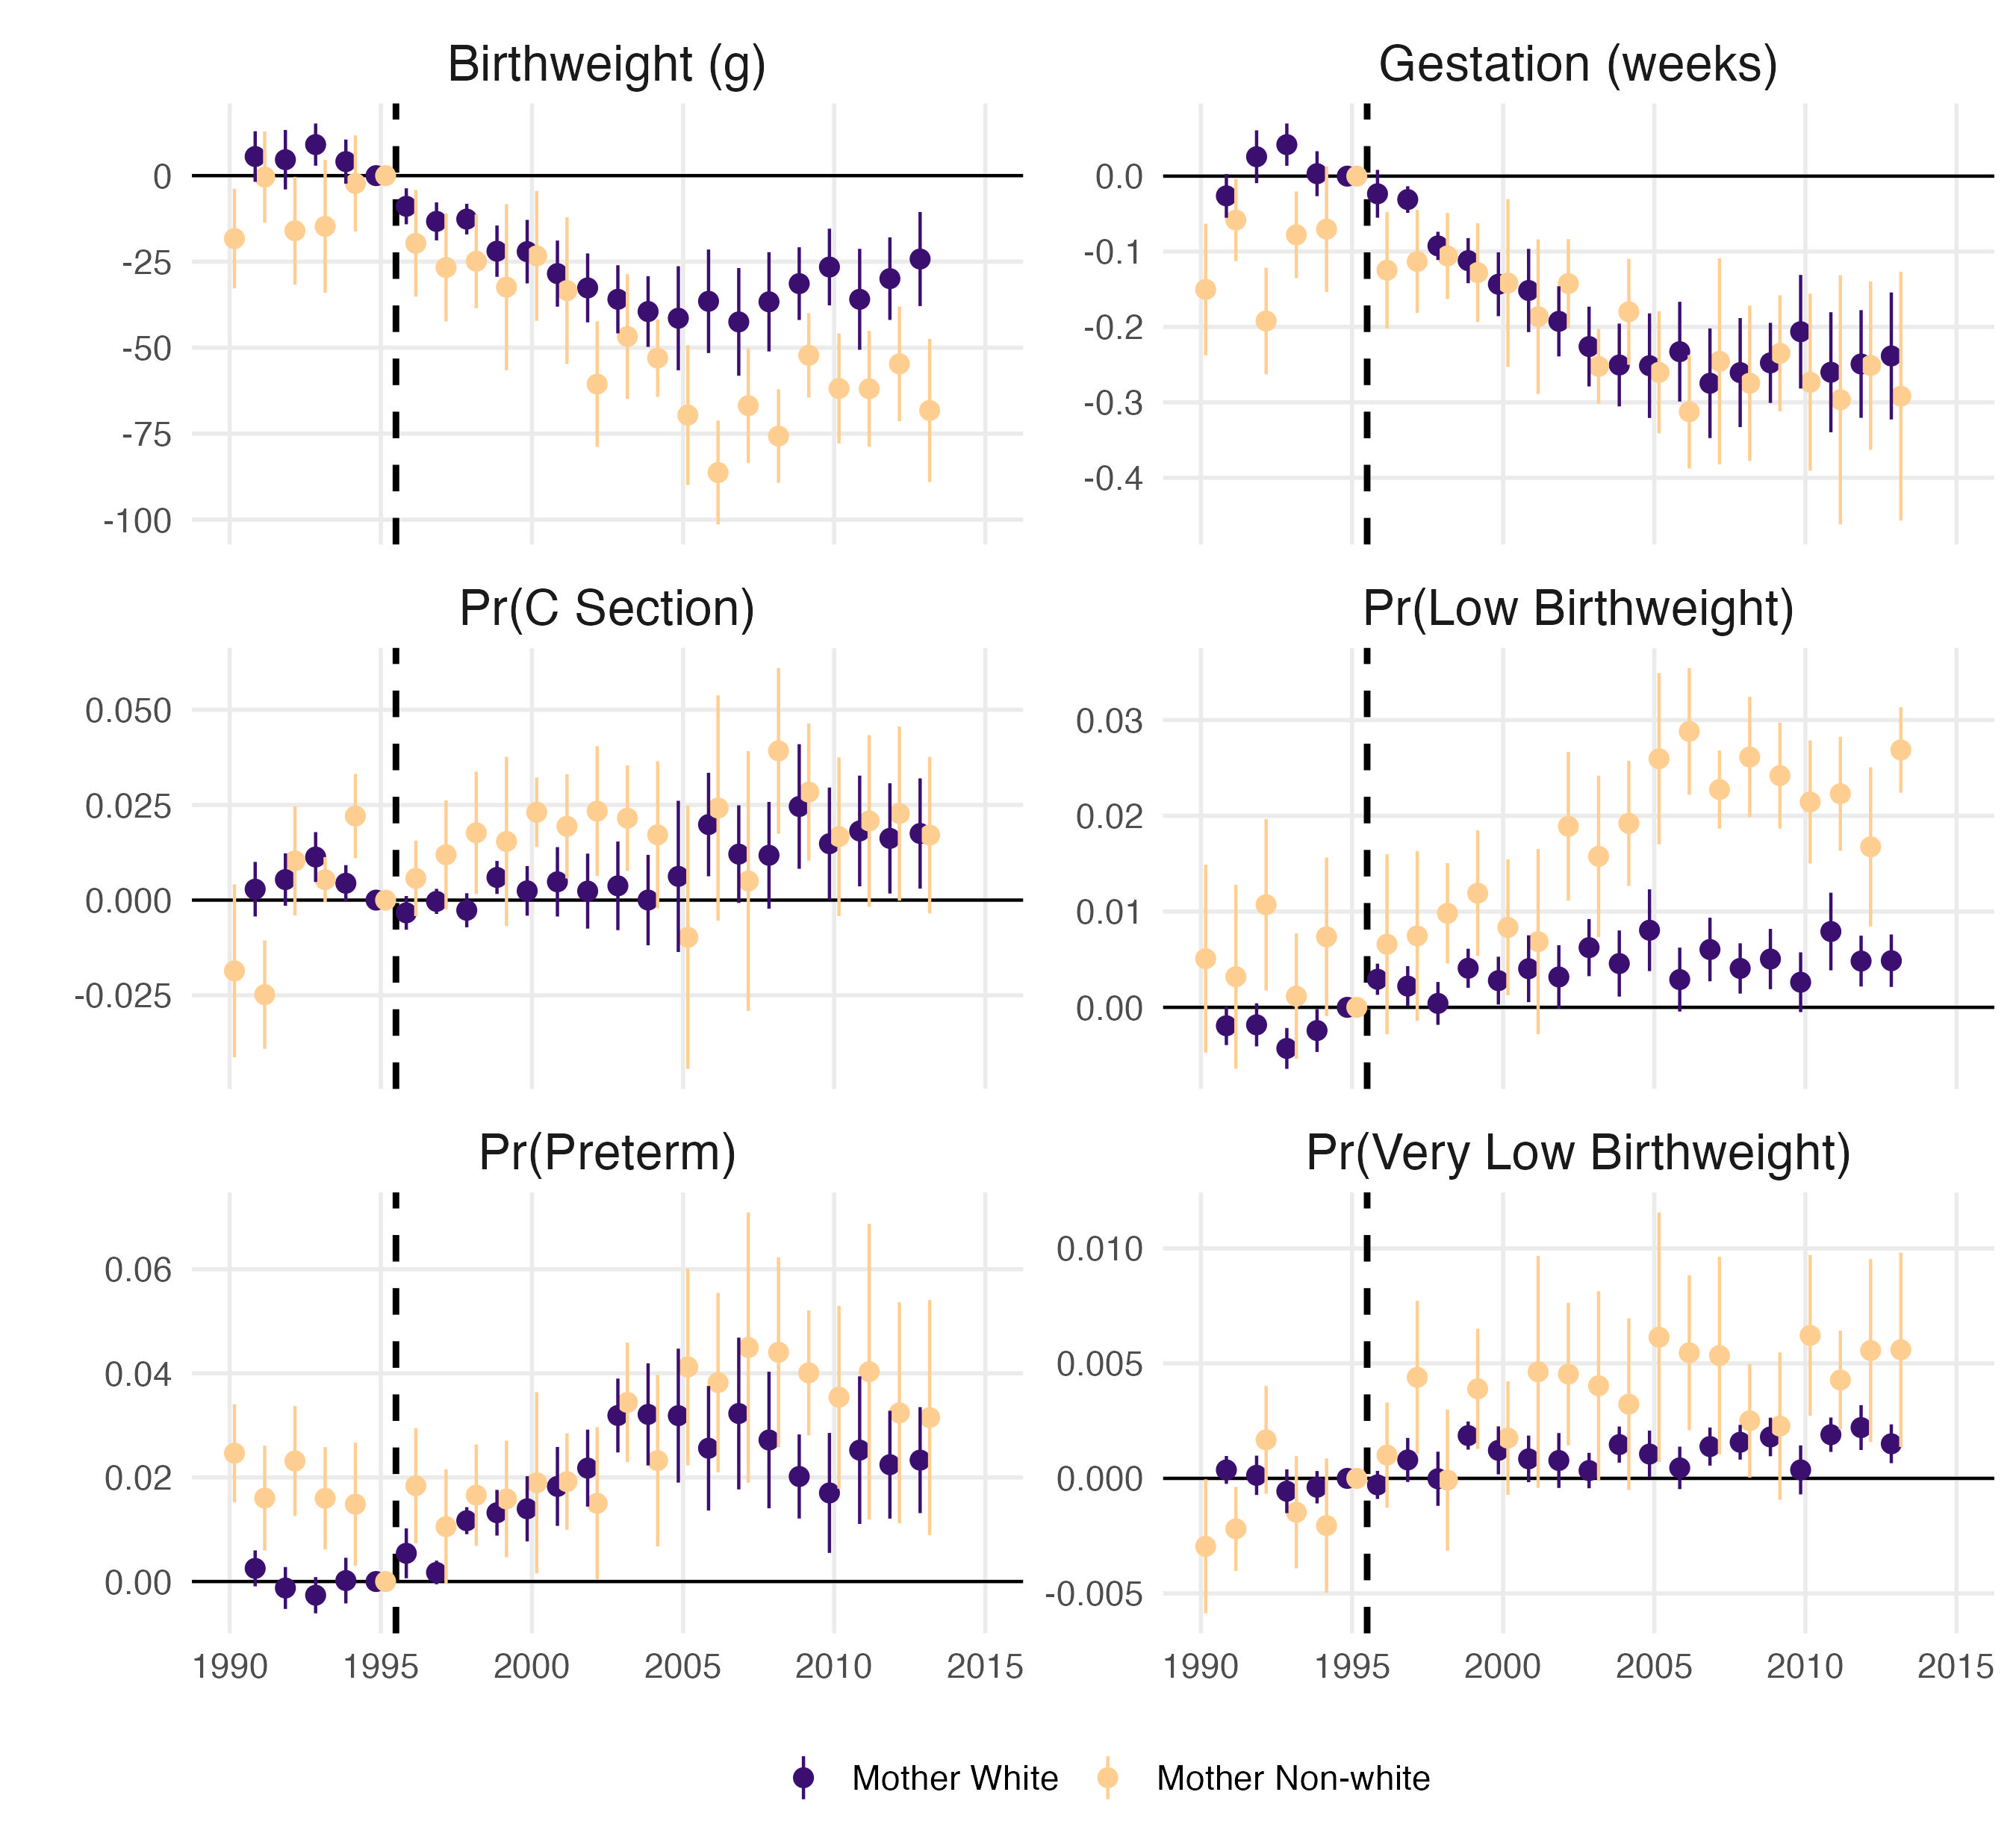 Birthweight (g)
Gestation (weeks)
0
-25
-50
-75
-100
0.0
-0.1
-0.2
-0.3
-0.4
Pr(C Section)
Pr(Low Birthweight)
0.050
0.025
0.000
-0.025
0.03
0.02
0.01
0.00
Pr(Preterm)
Pr(Very Low Birthweight)
0.06
0.04
0.02
0.00
0.010
0.005
0.000
-0.005
1990 1995 2000 2005 2010 2015
1990 1995 2000 2005 2010 2015
Mother White Mother Non-white